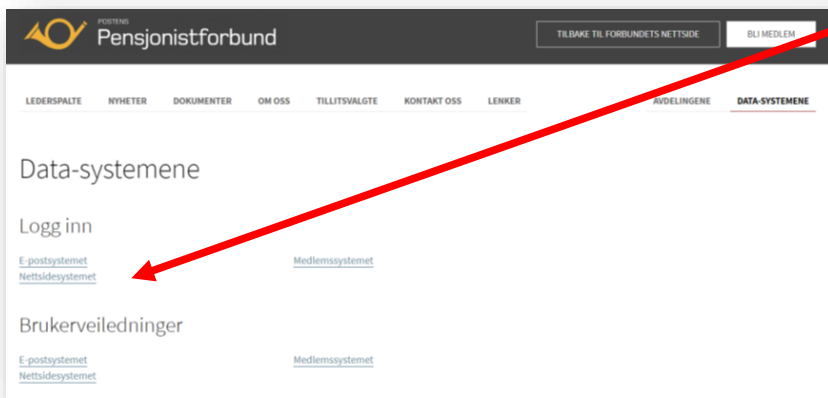 POSTENS
Pensjonistforbund
TILBAKE TIL FORBUNDETS NETTSIDE
BLI MEDLEM
LEDERSPALTE NYHETER DOKUMENTER OM OSS TILLITSVALGTE KONTAKT OSS LENKER AVDELINGENE DATA-SYSTEMENE
Data-systemene
Logg inn
E-postsystemet Medlemssystemet
Nettsidesystemet
Brukerveiledninger
E-postsystemet Medlemssystemet
Nettsidesystemet